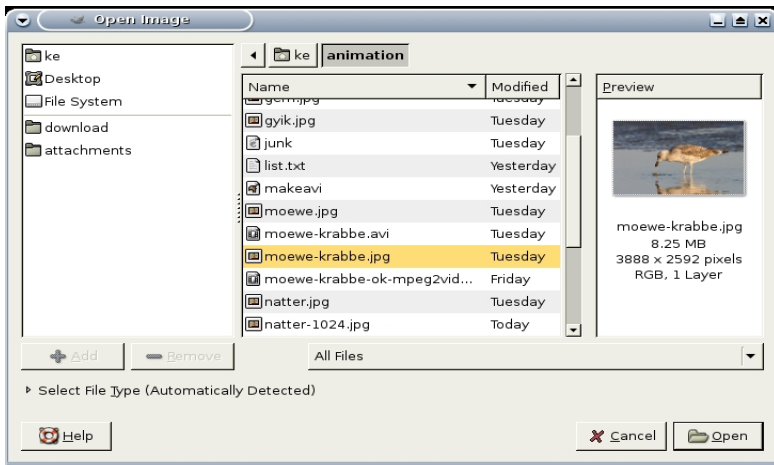 Open Image
ke
Desktop
File System
download
attachments
ke animation
Name Modified
germ.jpg Tuesday
gyik.jpg Tuesday
junk Tuesday
list.txt Yesterday
makeavi Yesterday
moewe.jpg Tuesday
moewe-krabbe.avi Tuesday
moewe-krabbe.jpg Tuesday
moewe-krabbe-ok-mpeg2vid... Friday
natter.jpg Tuesday
natter-1024.jpg Today
Preview
moewe-krabbe.jpg
8.25 MB
3888 x 2592 pixels
RGB, 1 Layer
Add Remove All Files
Select File Type (Automatically Detected)
Help Cancel Open